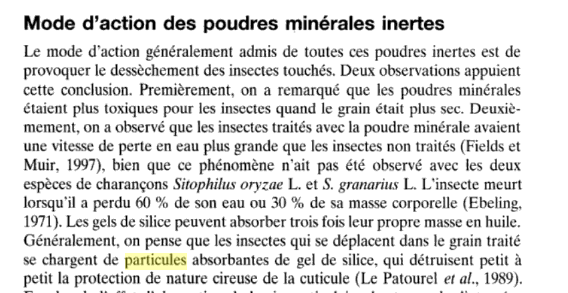 Mode d'action des poudres minérales inertes
Le mode d'action généralement admis de toutes ces poudres inertes est de
provoquer le dessèchement des insectes touchés. Deux observations appuient
cette conclusion. Premièrement, on a remarqué que les poudres minérales
étaient plus toxiques pour les insectes quand le grain était plus sec. Deuxiè-
mement, on a observé que les insectes traités avec la poudre minérale avaient
une vitesse de perte en eau plus grande que les insectes non traités (Fields et
Muir, 1997), bien que ce phénomène n'ait pas été observé avec les deux
espèces de charançons Sitophilus oryzae L. et S. granarius L. L'insecte meurt
lorsqu'il a perdu 60 % de son eau ou 30 % de sa masse corporelle (Ebeling,
1971). Les gels de silice peuvent absorber trois fois leur propre masse en huile.
Généralement, on pense que les insectes qui se déplacent dans le grain traité
se chargent de particules absorbantes de gel de silice, qui détruisent petit à
petit la protection de nature cireuse de la cuticule (Le Patourel et al., 1989).